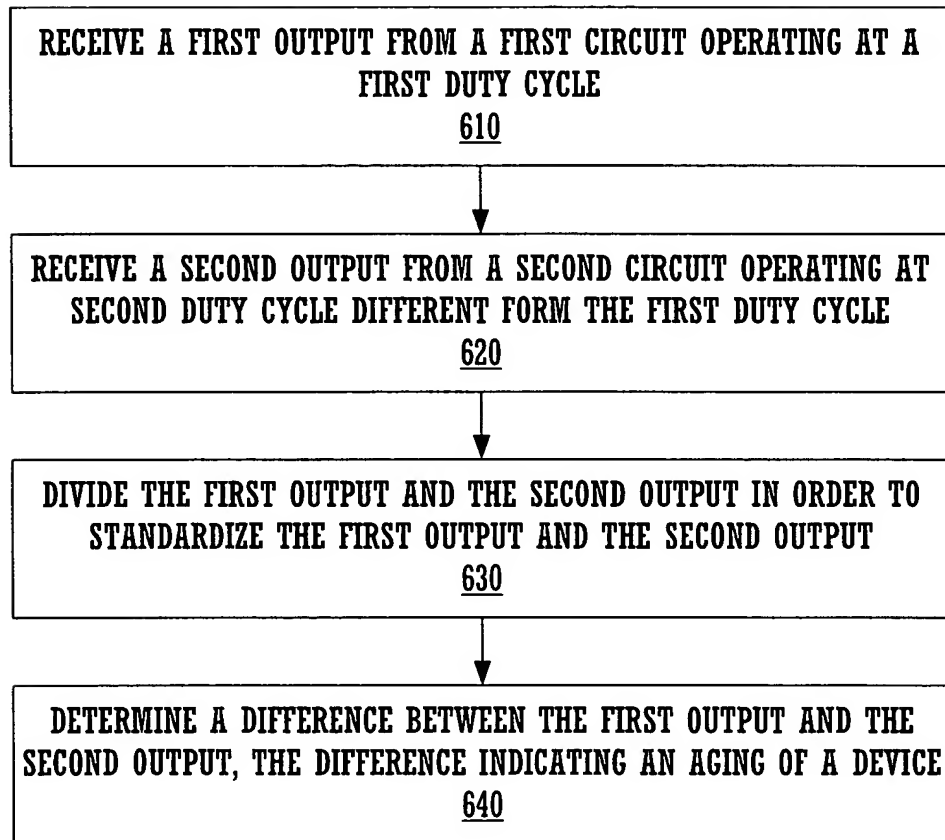 RECEIVE A FIRST OUTPUT FROM A FIRST CIRCUIT OPERATING AT A
FIRST DUTY CYCLE
610
RECEIVE A SECOND OUTPUT FROM A SECOND CIRCUIT OPERATING AT
SECOND DUTY CYCLE DIFFERENT FORM THE FIRST DUTY CYCLE
620
DIVIDE THE FIRST OUTPUT AND THE SECOND OUTPUT IN ORDER TO
STANDARDIZE THE FIRST OUTPUT AND THE SECOND OUTPUT
630
DETERMINE A DIFFERENCE BETWEEN THE FIRST OUTPUT AND THE
SECOND OUTPUT, THE DIFFERENCE INDICATING AN AGING OF A DEVICE
640